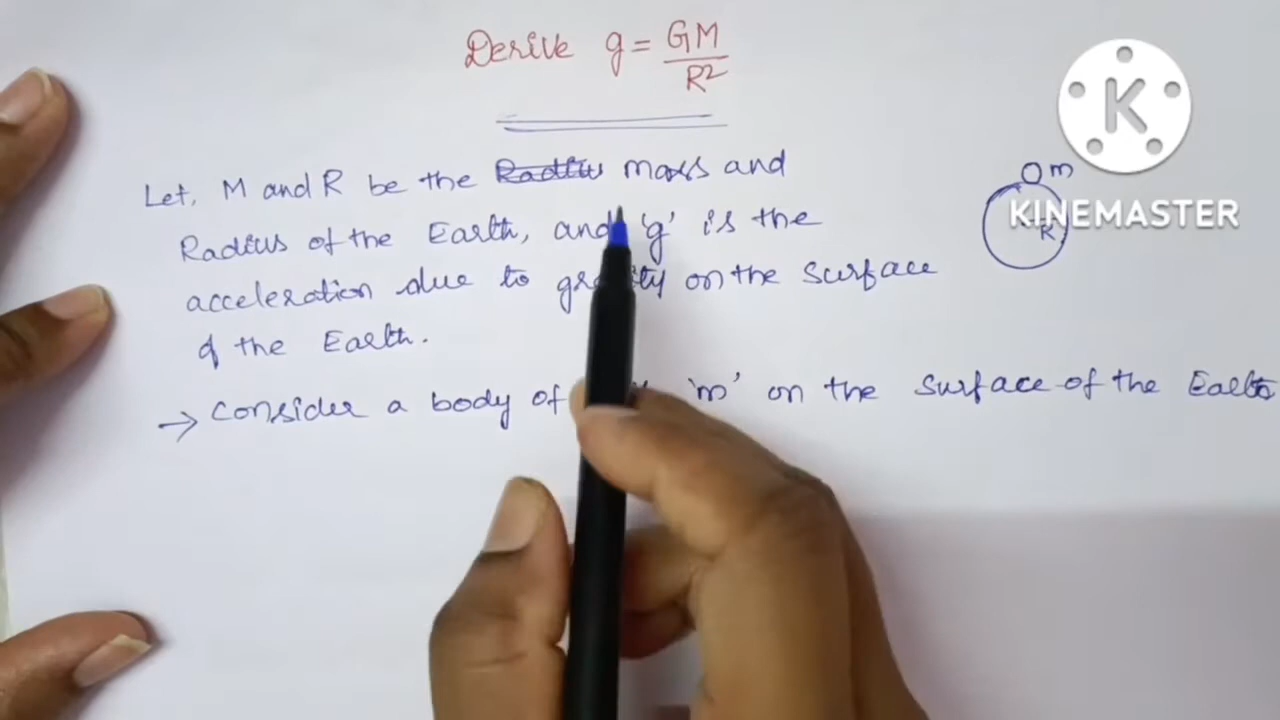 Derive g = GM
R²
Let, M and R be the Radius mass and
Radius of the Earth, and 'g' is the
acceleration due to on the surface
of the Earth.
→ Consider a body of 'm' on the surface of the Earth
m
R
K
KINEMASTER